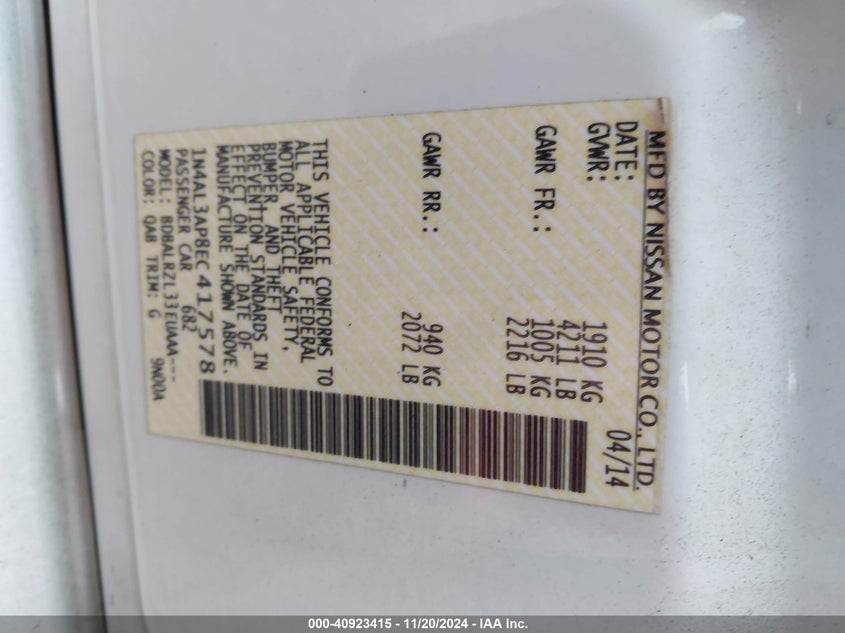 MFD BY NISSAN MOTOR CO., LTD.
DATE: 04/14
GVWR: 1910 KG
4211 LB
GAWR FR.: 1005 KG
2216 LB
GAWR RR.: 940 KG
2072 LB
THIS VEHICLE CONFORMS TO
ALL APPLICABLE FEDERAL
MOTOR VEHICLE SAFETY,
BUMPER, AND THEFT
PREVENTION STANDARDS IN
EFFECT ON THE DATE OF
MANUFACTURE SHOWN ABOVE.
1N4AL3AP8EC417578
PASSENGER CAR 682
MODEL: BDBALRZL33EUAAA---
COLOR: QAB TRIM: G 9N00A
000-40923415 - 11/20/2024 - IAA Inc.